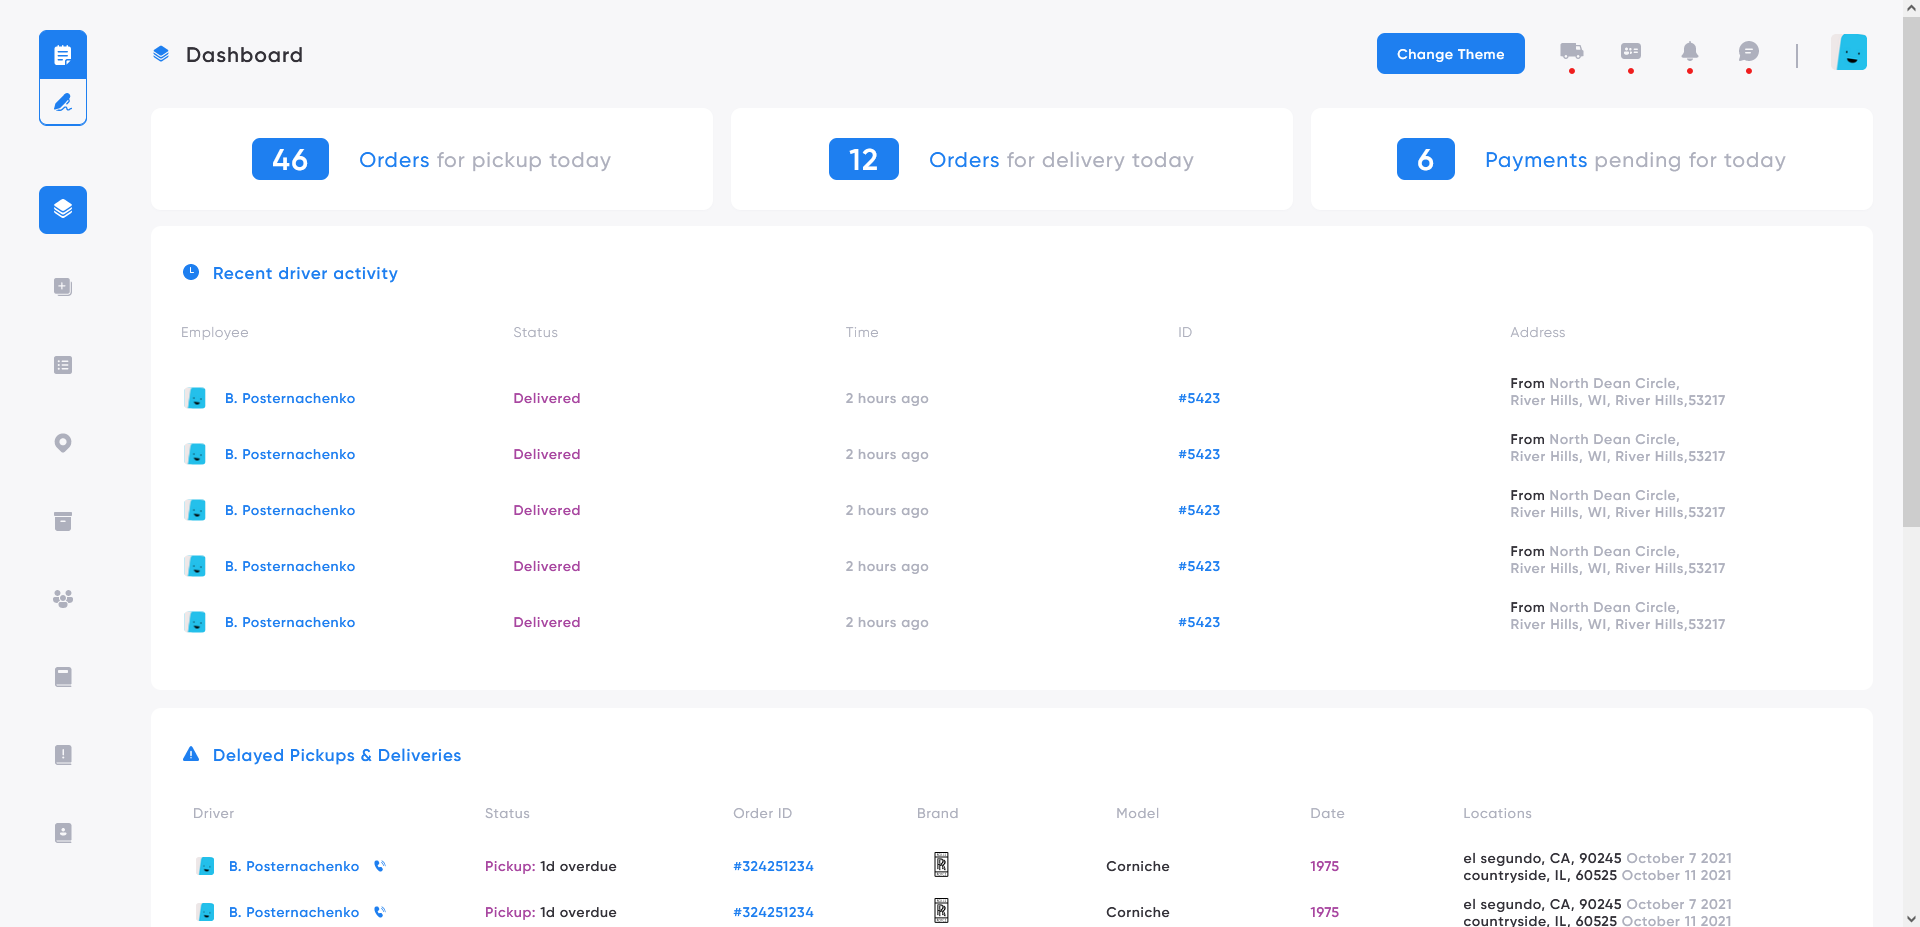 Dashboard
Change Theme
46 Orders for pickup today
12 Orders for delivery today
6 Payments pending for today
Recent driver activity
Employee Status Time ID Address
B. Posternachenko Delivered 2 hours ago #5423 From North Dean Circle,
River Hills, WI, River Hills,53217
B. Posternachenko Delivered 2 hours ago #5423 From North Dean Circle,
River Hills, WI, River Hills,53217
B. Posternachenko Delivered 2 hours ago #5423 From North Dean Circle,
River Hills, WI, River Hills,53217
B. Posternachenko Delivered 2 hours ago #5423 From North Dean Circle,
River Hills, WI, River Hills,53217
B. Posternachenko Delivered 2 hours ago #5423 From North Dean Circle,
River Hills, WI, River Hills,53217
Delayed Pickups & Deliveries
Driver Status Order ID Brand Model Date Locations
B. Posternachenko Pickup: 1d overdue #324251234 Corniche 1975 el segundo, CA, 90245 October 7 2021
countryside, IL, 60525 October 11 2021
B. Posternachenko Pickup: 1d overdue #324251234 Corniche 1975 el segundo, CA, 90245 October 7 2021
countryside, IL, 60525 October 11 2021